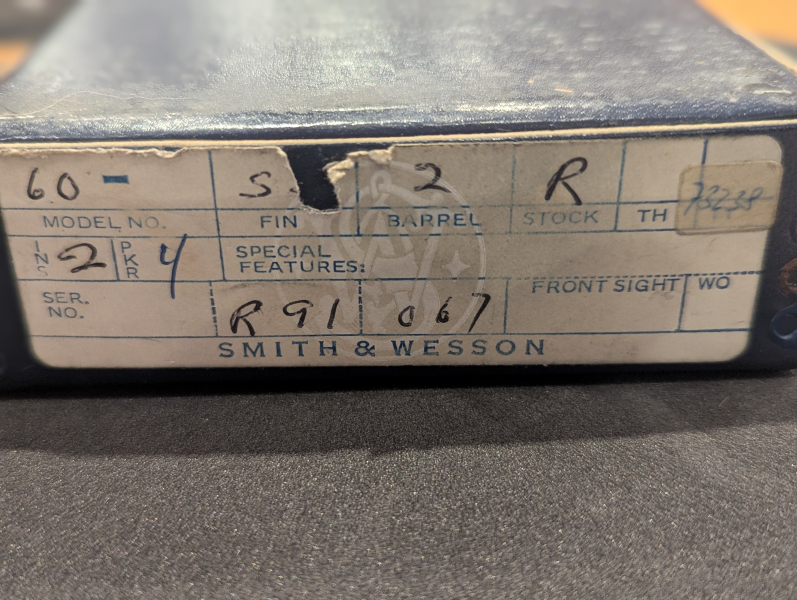 60 - S. 2 R
MODEL NO. FIN BARREL STOCK TH
INS 2 PKR 4 SPECIAL
FEATURES:
SER. NO. R91 067 FRONT SIGHT WO
SMITH & WESSON